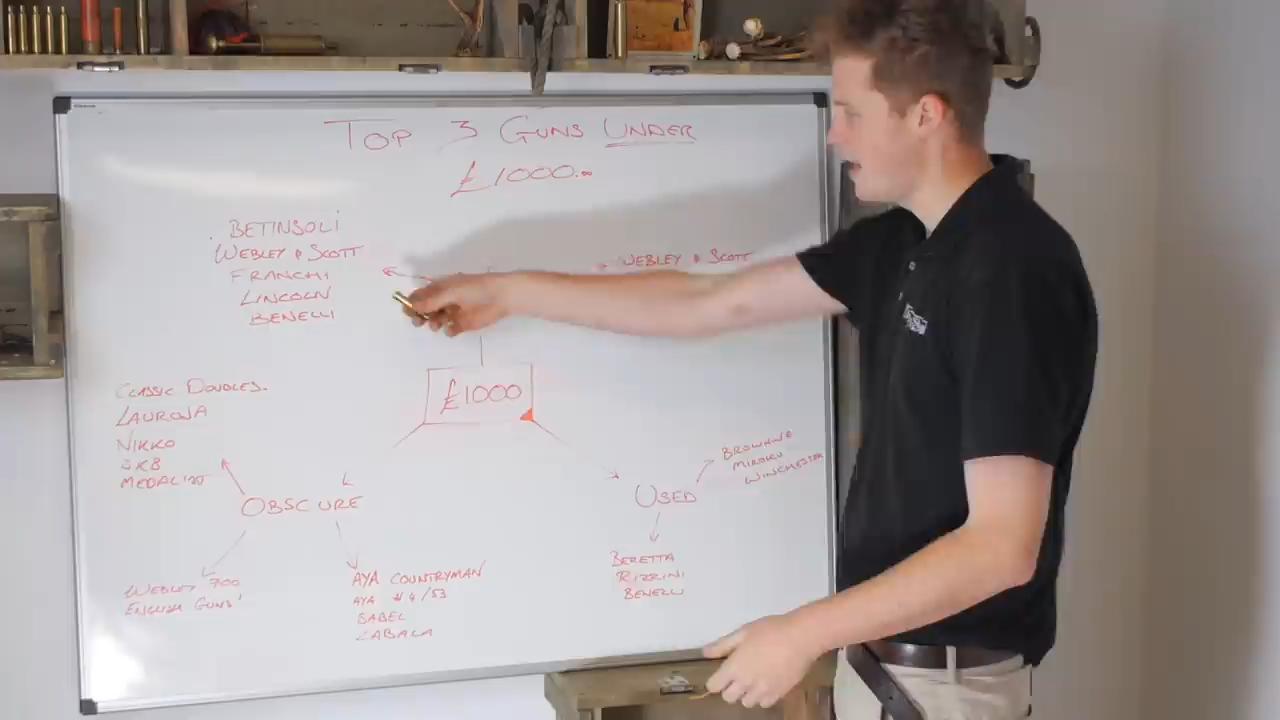 TOP 3 GUNS UNDER
£1000.00
BETINSOLI
WEBLEY & SCOTT
FRANCHI
LINCOLN
BENELLI
WEBLEY & SCOTT
£1000
CLASSIC DOUBLES.
LAURONA
NIKKO
SKB
MEDALIST
OBSCURE
WEBLEY 700
ENGLISH GUNS'
AYA COUNTRYMAN
AYA #4/53
SABEL
ZABALA
USED
BROWNING
MIROKU
WINCHESTER
BERETTA
RIZZINI
BENELLI